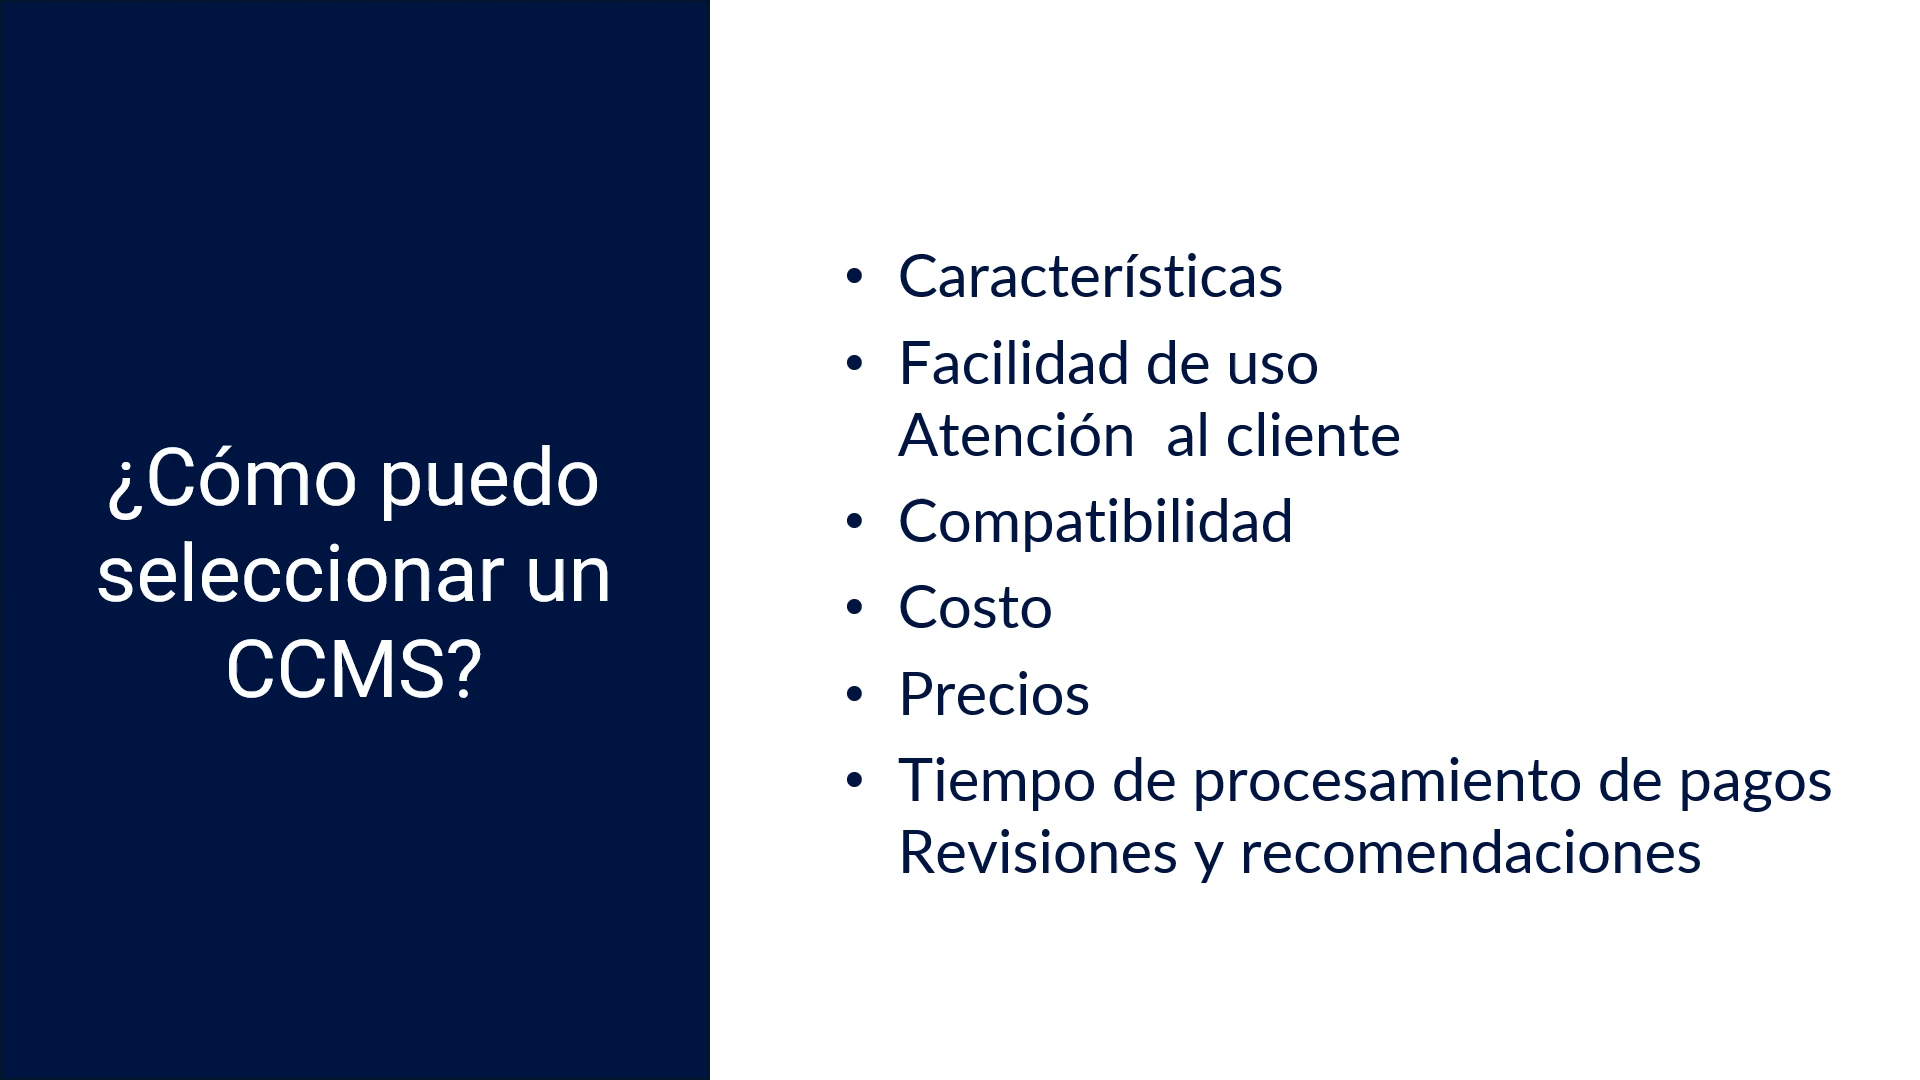 ¿Cómo puedo
seleccionar un
CCMS?
• Características
• Facilidad de uso
Atención  al cliente
• Compatibilidad
• Costo
• Precios
• Tiempo de procesamiento de pagos
Revisiones y recomendaciones